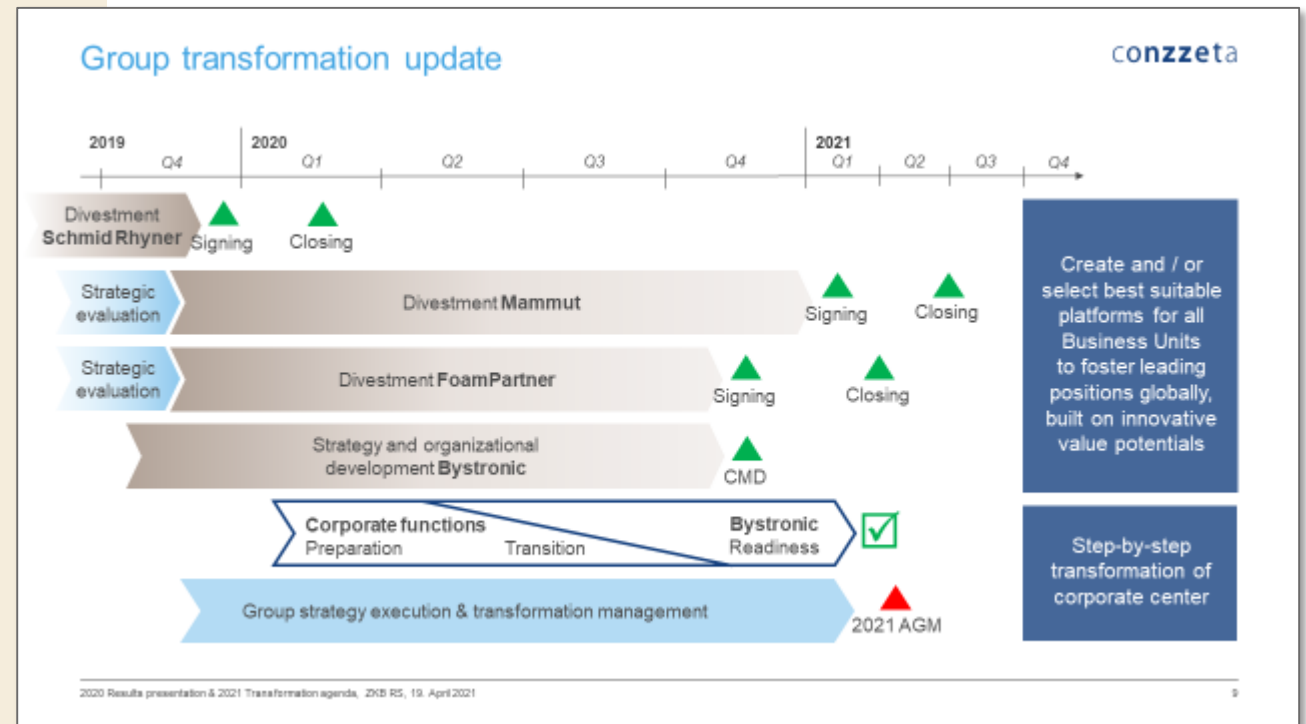 Group transformation update
conzzeta
2019
2020
2021
Q4
Q1
Q2
Q3
Q4
Q1
Q2
Q3
Q4
Divestment
Schmid Rhyner
Signing
Closing
Strategic
evaluation
Divestment Mammut
Signing
Closing
Strategic
evaluation
Divestment FoamPartner
Signing
Closing
Strategy and organizational
development Bystronic
CMD
Corporate functions
Preparation
Transition
Bystronic
Readiness
Group strategy execution & transformation management
2021 AGM
Create and / or
select best suitable
platforms for all
Business Units
to foster leading
positions globally,
built on innovative
value potentials
Step-by-step
transformation of
corporate center
2020 Results presentation & 2021 Transformation agenda, ZKB RS, 19. April 2021
9